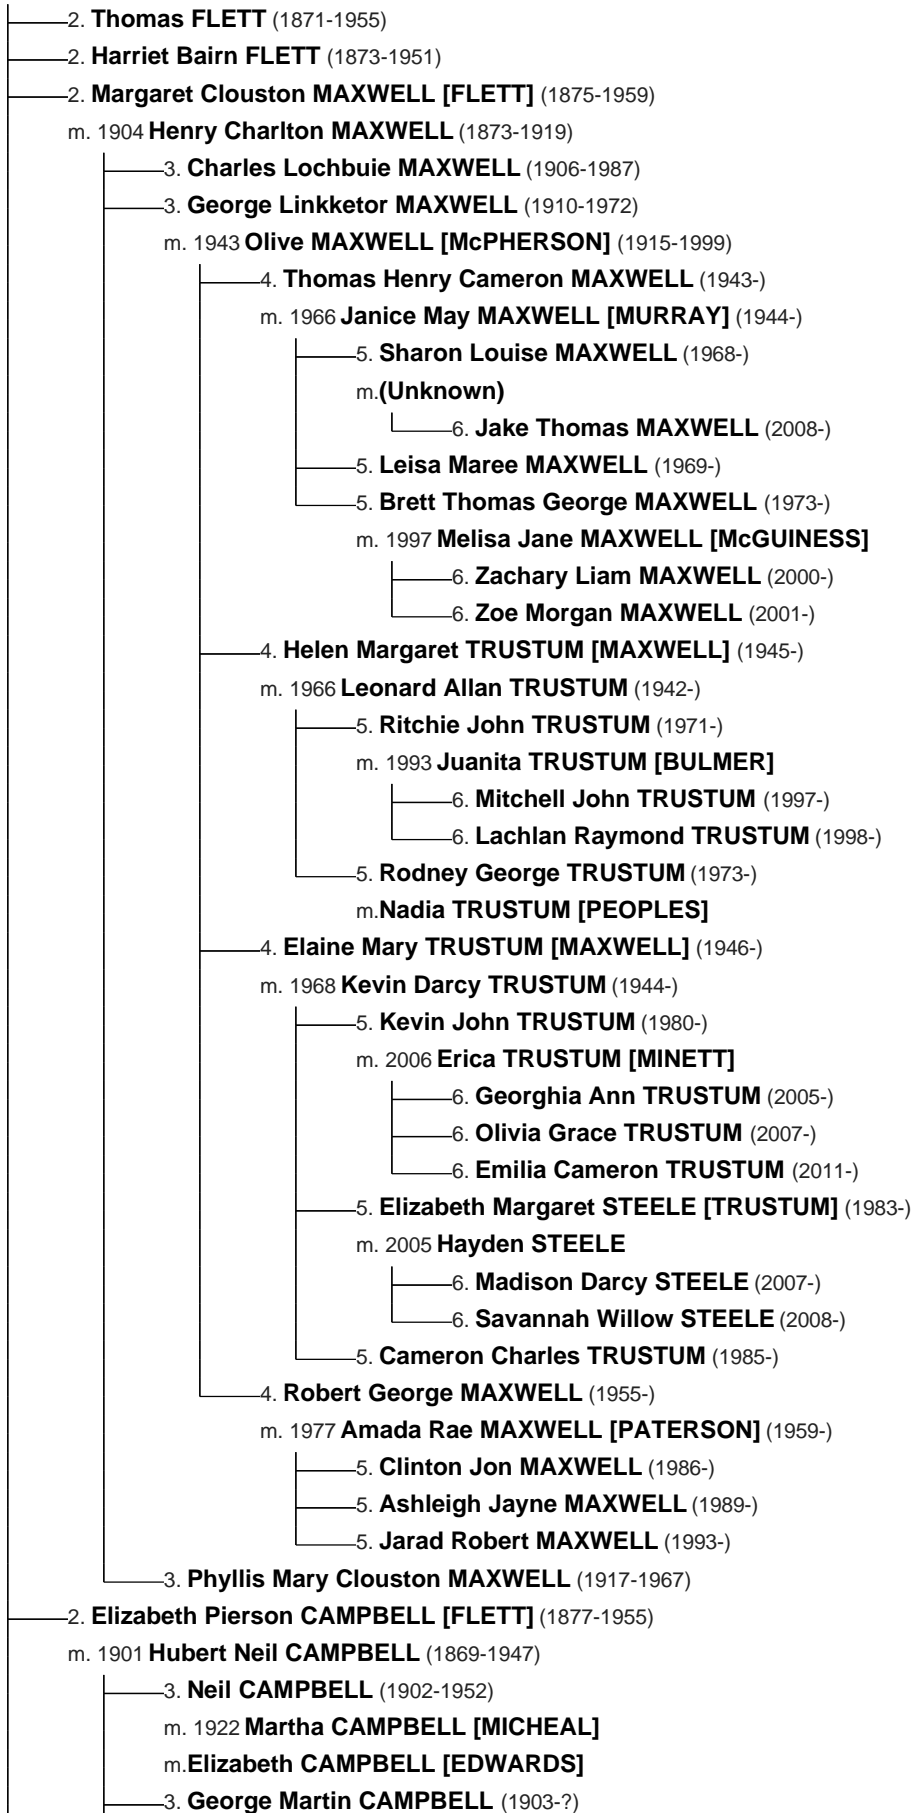 2. Thomas FLETT (1871-1955)
2. Harriet Bairn FLETT (1873-1951)
2. Margaret Clouston MAXWELL [FLETT] (1875-1959)
m. 1904 Henry Charlton MAXWELL (1873-1919)
3. Charles Lochbuie MAXWELL (1906-1987)
3. George Linkketor MAXWELL (1910-1972)
m. 1943 Olive MAXWELL [McPHERSON] (1915-1999)
4. Thomas Henry Cameron MAXWELL (1943-)
m. 1966 Janice May MAXWELL [MURRAY] (1944-)
5. Sharon Louise MAXWELL (1968-)
m.(Unknown)
6. Jake Thomas MAXWELL (2008-)
5. Leisa Maree MAXWELL (1969-)
5. Brett Thomas George MAXWELL (1973-)
m. 1997 Melisa Jane MAXWELL [McGUINESS]
6. Zachary Liam MAXWELL (2000-)
6. Zoe Morgan MAXWELL (2001-)
4. Helen Margaret TRUSTUM [MAXWELL] (1945-)
m. 1966 Leonard Allan TRUSTUM (1942-)
5. Ritchie John TRUSTUM (1971-)
m. 1993 Juanita TRUSTUM [BULMER]
6. Mitchell John TRUSTUM (1997-)
6. Lachlan Raymond TRUSTUM (1998-)
5. Rodney George TRUSTUM (1973-)
m.Nadia TRUSTUM [PEOPLES]
4. Elaine Mary TRUSTUM [MAXWELL] (1946-)
m. 1968 Kevin Darcy TRUSTUM (1944-)
5. Kevin John TRUSTUM (1980-)
m. 2006 Erica TRUSTUM [MINETT]
6. Georghia Ann TRUSTUM (2005-)
6. Olivia Grace TRUSTUM (2007-)
6. Emilia Cameron TRUSTUM (2011-)
5. Elizabeth Margaret STEELE [TRUSTUM] (1983-)
m. 2005 Hayden STEELE
6. Madison Darcy STEELE (2007-)
6. Savannah Willow STEELE (2008-)
5. Cameron Charles TRUSTUM (1985-)
4. Robert George MAXWELL (1955-)
m. 1977 Amada Rae MAXWELL [PATERSON] (1959-)
5. Clinton Jon MAXWELL (1986-)
5. Ashleigh Jayne MAXWELL (1989-)
5. Jarad Robert MAXWELL (1993-)
3. Phyllis Mary Clouston MAXWELL (1917-1967)
2. Elizabeth Pierson CAMPBELL [FLETT] (1877-1955)
m. 1901 Hubert Neil CAMPBELL (1869-1947)
3. Neil CAMPBELL (1902-1952)
m. 1922 Martha CAMPBELL [MICHEAL]
m.Elizabeth CAMPBELL [EDWARDS]
3. George Martin CAMPBELL (1903-?)